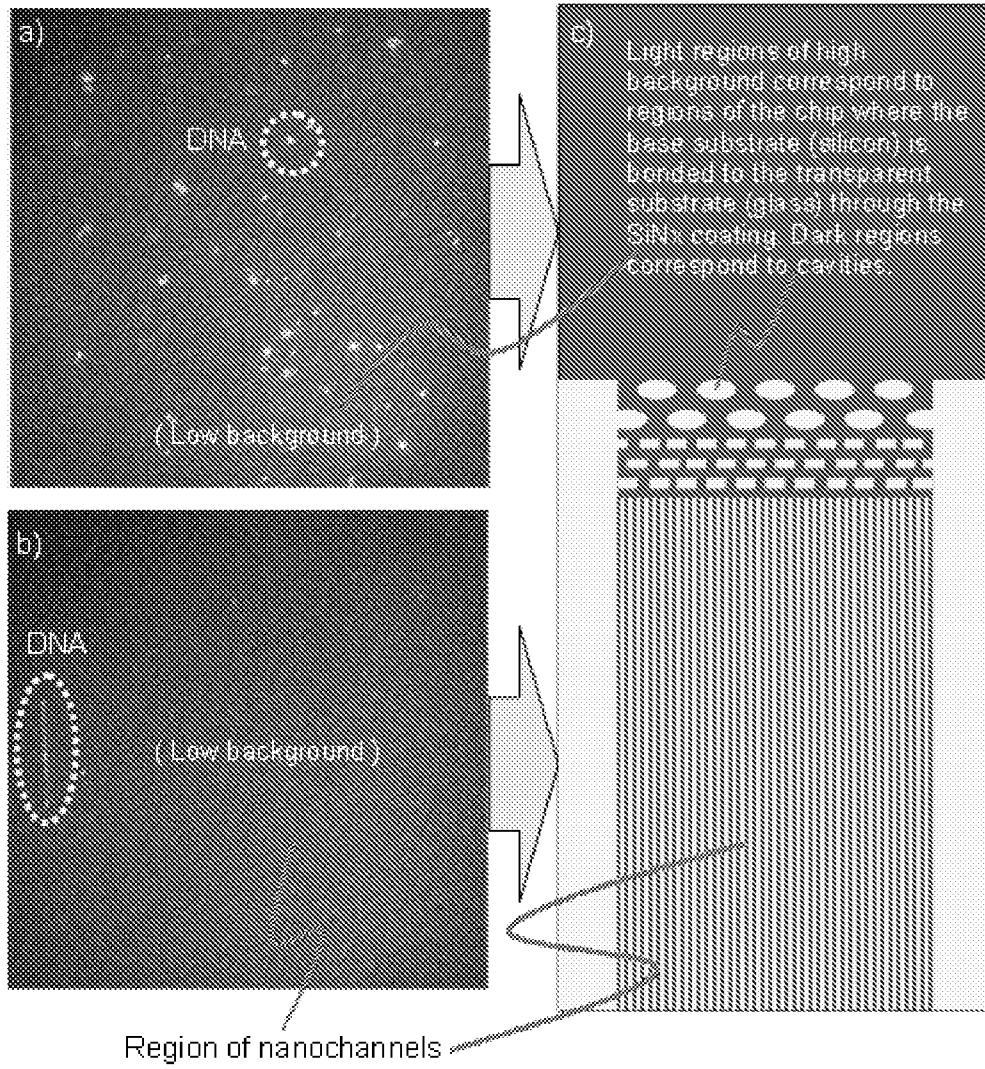 a)
DNA
( Low background )
b)
DNA
( Low background )
c)
Light regions of high
background correspond to
regions of the chip where the
base substrate (silicon) is
bonded to the transparent
substrate (glass) through the
SiNx coating. Dark regions
correspond to cavities.
Region of nanochannels